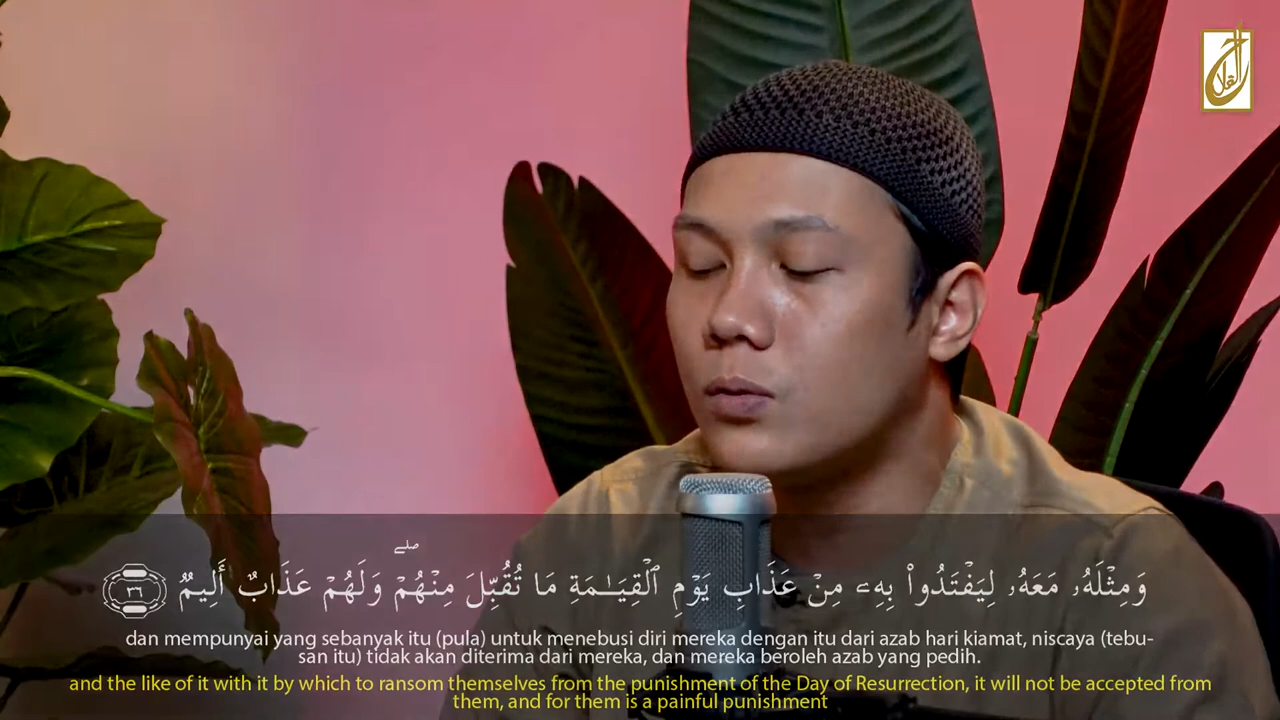 العلا
وَمِثْلَهُۥ مَعَهُۥ لِيَفْتَدُوا۟ بِهِۦ مِنْ عَذَابِ يَوْمِ ٱلْقِيَـٰمَةِ مَا تُقُبِّلَ مِنْهُمْ ۖ وَلَهُمْ عَذَابٌ أَلِيمٌۭ ٣٦
dan mempunyai yang sebanyak itu (pula) untuk menebusi diri mereka dengan itu dari azab hari kiamat, niscaya (tebu-
san itu) tidak akan diterima dari mereka, dan mereka beroleh azab yang pedih.
and the like of it with it by which to ransom themselves from the punishment of the Day of Resurrection, it will not be accepted from
them, and for them is a painful punishment